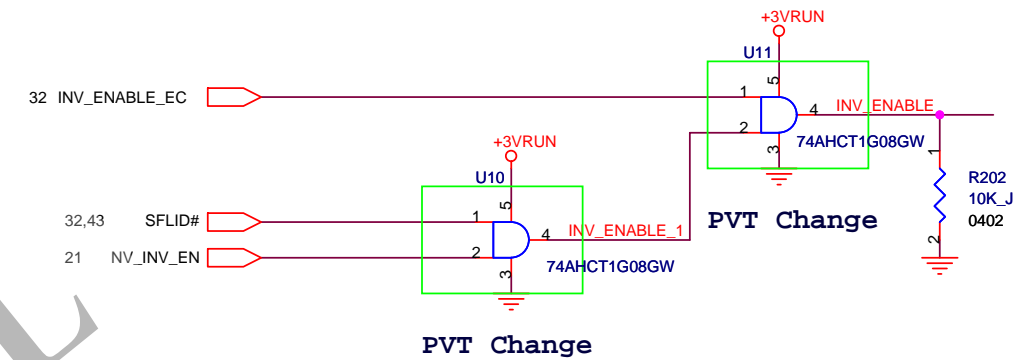 +3VRUN
U11
5
32 INV_ENABLE_EC
1
4
INV_ENABLE
2
74AHCT1G08GW
3
1
R202
10K_J
0402
2
PVT Change
+3VRUN
U10
5
32,43 SFLID#
1
4
INV_ENABLE_1
21 NV_INV_EN
2
74AHCT1G08GW
3
PVT Change